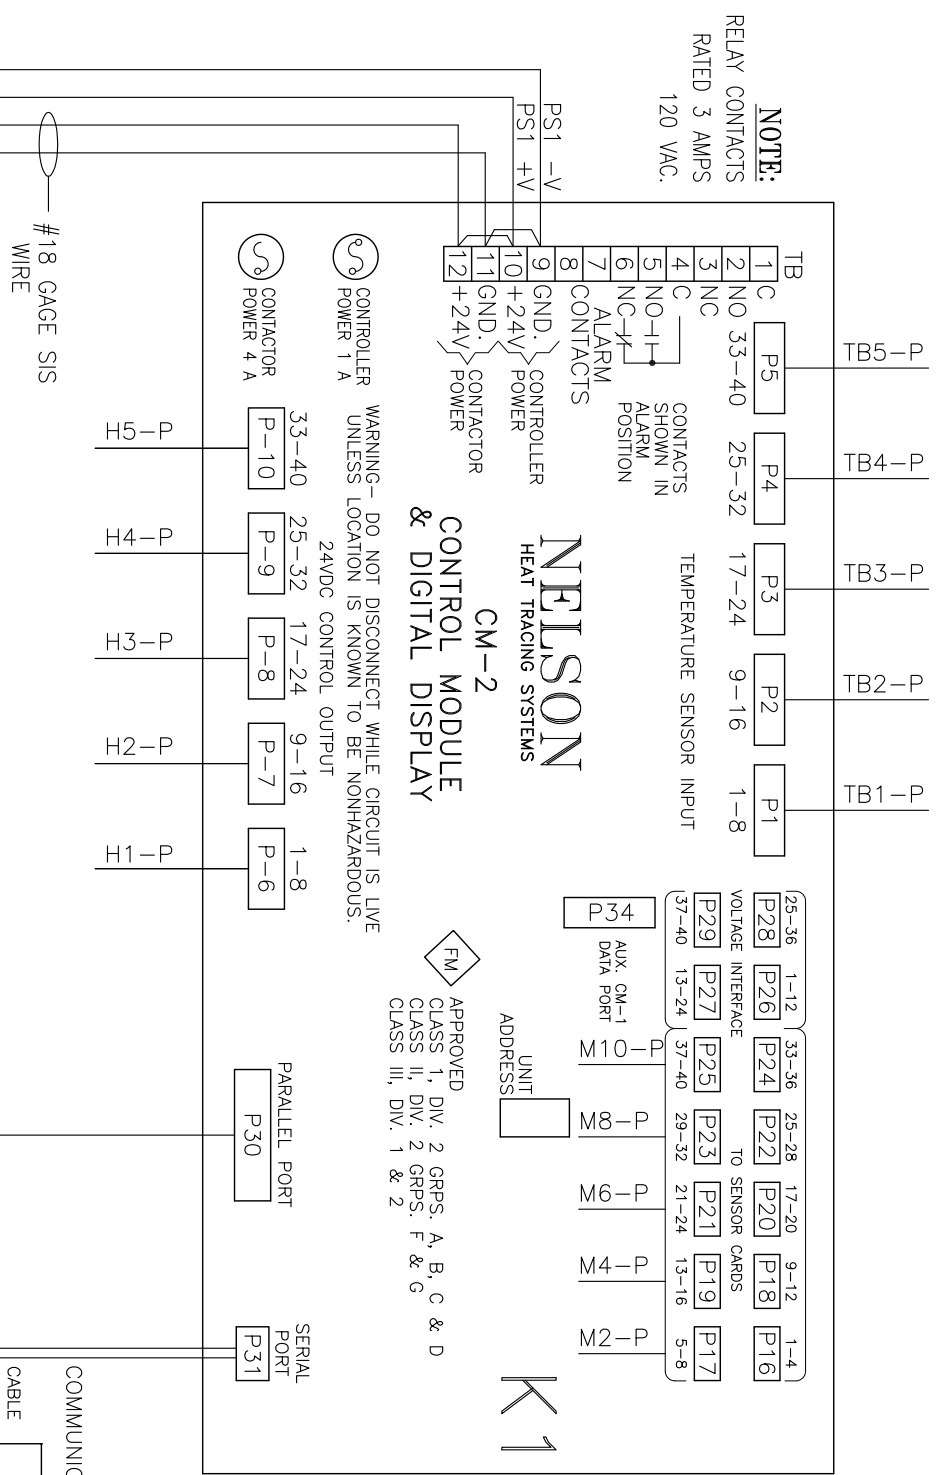 NOTE:
RELAY CONTACTS
RATED 3 AMPS
120 VAC.
PS1 -V
PS1 +V
#18 GAGE SIS
WIRE
TB
1 C
2 NO
3 NC
4 C
5 NO
6 NC
7 ALARM
8 CONTACTS
9 GND.
10 +24V
11 GND.
12 +24V
CONTROLLER
POWER
CONTACTOR
POWER
CONTACTS
SHOWN IN
ALARM
POSITION
CONTROLLER
POWER 1 A
CONTACTOR
POWER 4 A
TB5-P
TB4-P
TB3-P
TB2-P
TB1-P
P5
P4
P3
P2
P1
33-40
25-32
17-24
9-16
1-8
TEMPERATURE SENSOR INPUT
NELSON
HEAT TRACING SYSTEMS
CM-2
CONTROL MODULE
& DIGITAL DISPLAY
WARNING- DO NOT DISCONNECT WHILE CIRCUIT IS LIVE
UNLESS LOCATION IS KNOWN TO BE NONHAZARDOUS.
24VDC CONTROL OUTPUT
33-40
25-32
17-24
9-16
1-8
P-10
P-9
P-8
P-7
P-6
H5-P
H4-P
H3-P
H2-P
H1-P
25-36
1-12
33-36
25-28
17-20
9-12
1-4
P28
P26
P24
P22
P20
P18
P16
VOLTAGE INTERFACE
TO SENSOR CARDS
P29
P27
P25
P23
P21
P19
P17
37-40
13-24
37-40
29-32
21-24
13-16
5-8
P34
AUX. CM-1
DATA PORT
M10-P
M8-P
M6-P
M4-P
M2-P
UNIT
ADDRESS
K1
FM
APPROVED
CLASS 1, DIV. 2 GRPS. A, B, C & D
CLASS II, DIV. 2 GRPS. F & G
CLASS III, DIV. 1 & 2
PARALLEL PORT
P30
SERIAL
PORT
P31
COMMUNIC
CABLE